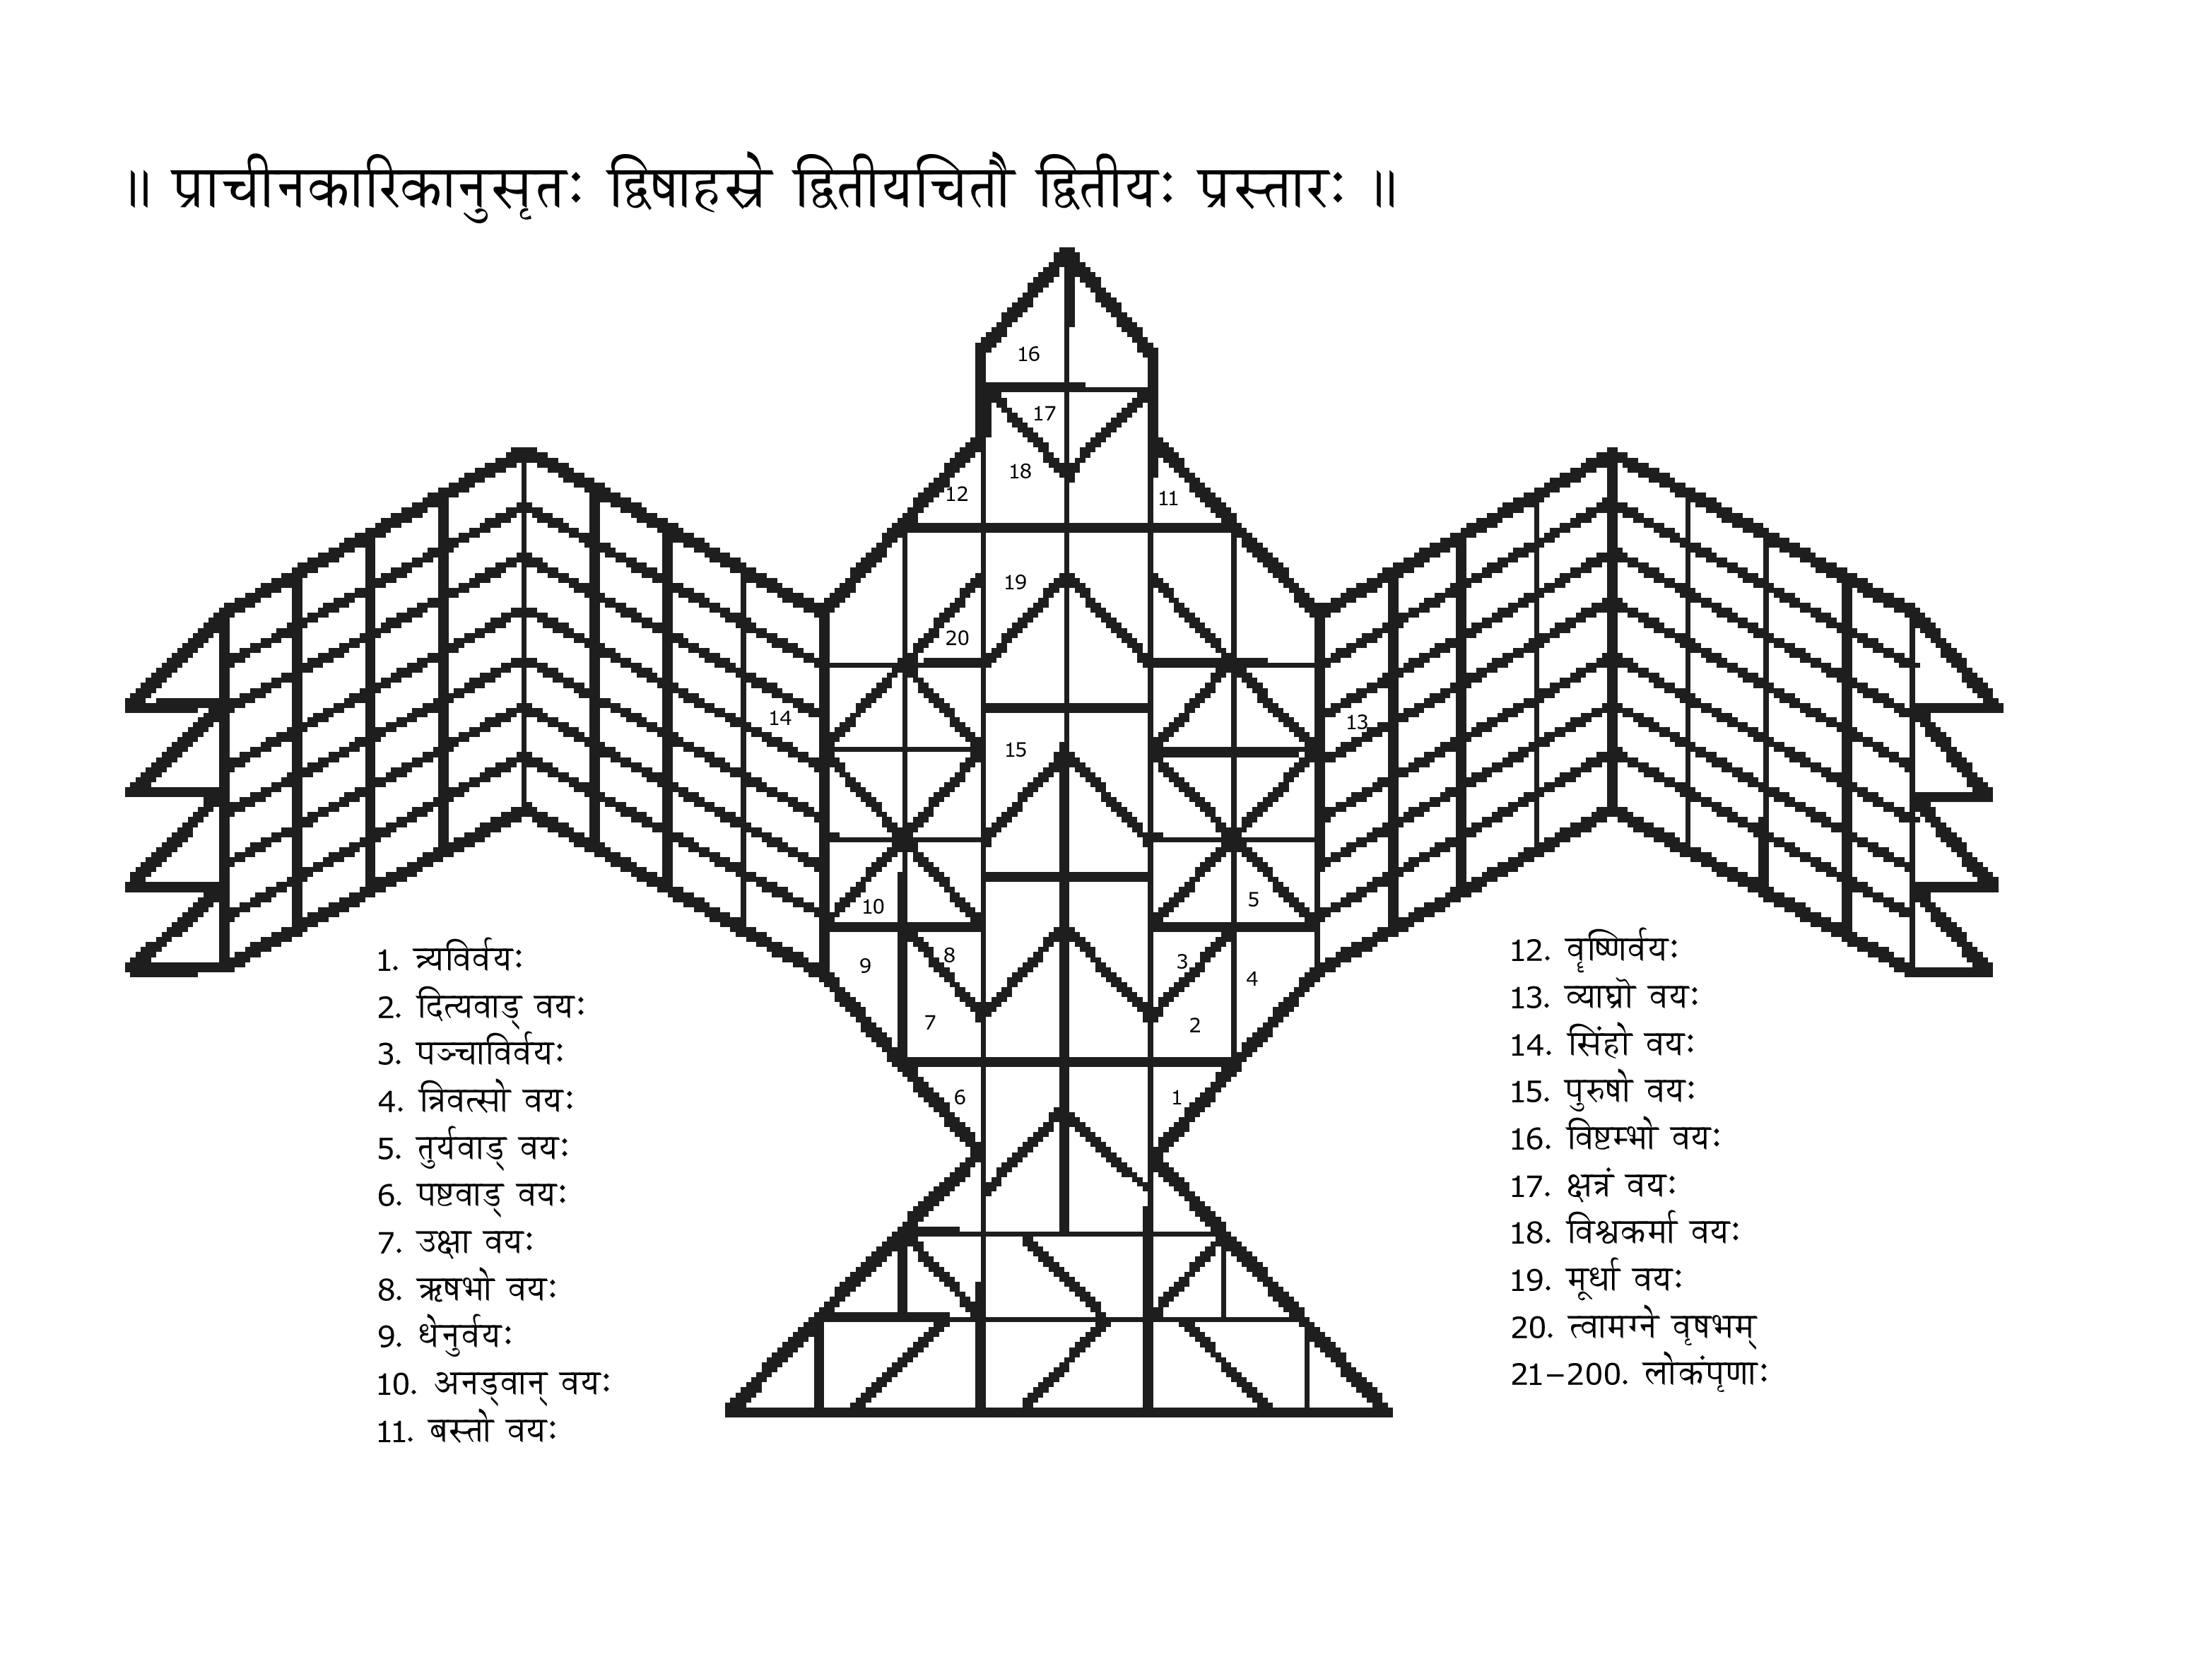 ॥ प्राचीनकारिकानुसृतः द्विषाहस्रे द्वितीयचितौ द्वितीयः प्रस्तारः ॥
16
17
18
12
11
19
20
14
13
15
10
5
9
8
3
4
7
2
6
1
1. त्र्यविर्वयः
2. दित्यवाड् वयः
3. पञ्चाविर्वयः
4. त्रिवत्सो वयः
5. तुर्यवाड् वयः
6. पष्टवाड् वयः
7. उक्षा वयः
8. ऋषभो वयः
9. धेनुर्वयः
10. अनड्वान् वयः
11. बस्तो वयः
12. वॄष्णिर्वयः
13. व्याघ्रॊ वयः
14. सिंहो वयः
15. पुरुषो वयः
16. विष्टम्भो वयः
17. क्षत्रं वयः
18. विश्वकर्मा वयः
19. मूर्धा वयः
20. त्वामग्ने वृषभम्
21–200. लोकंपृणाः